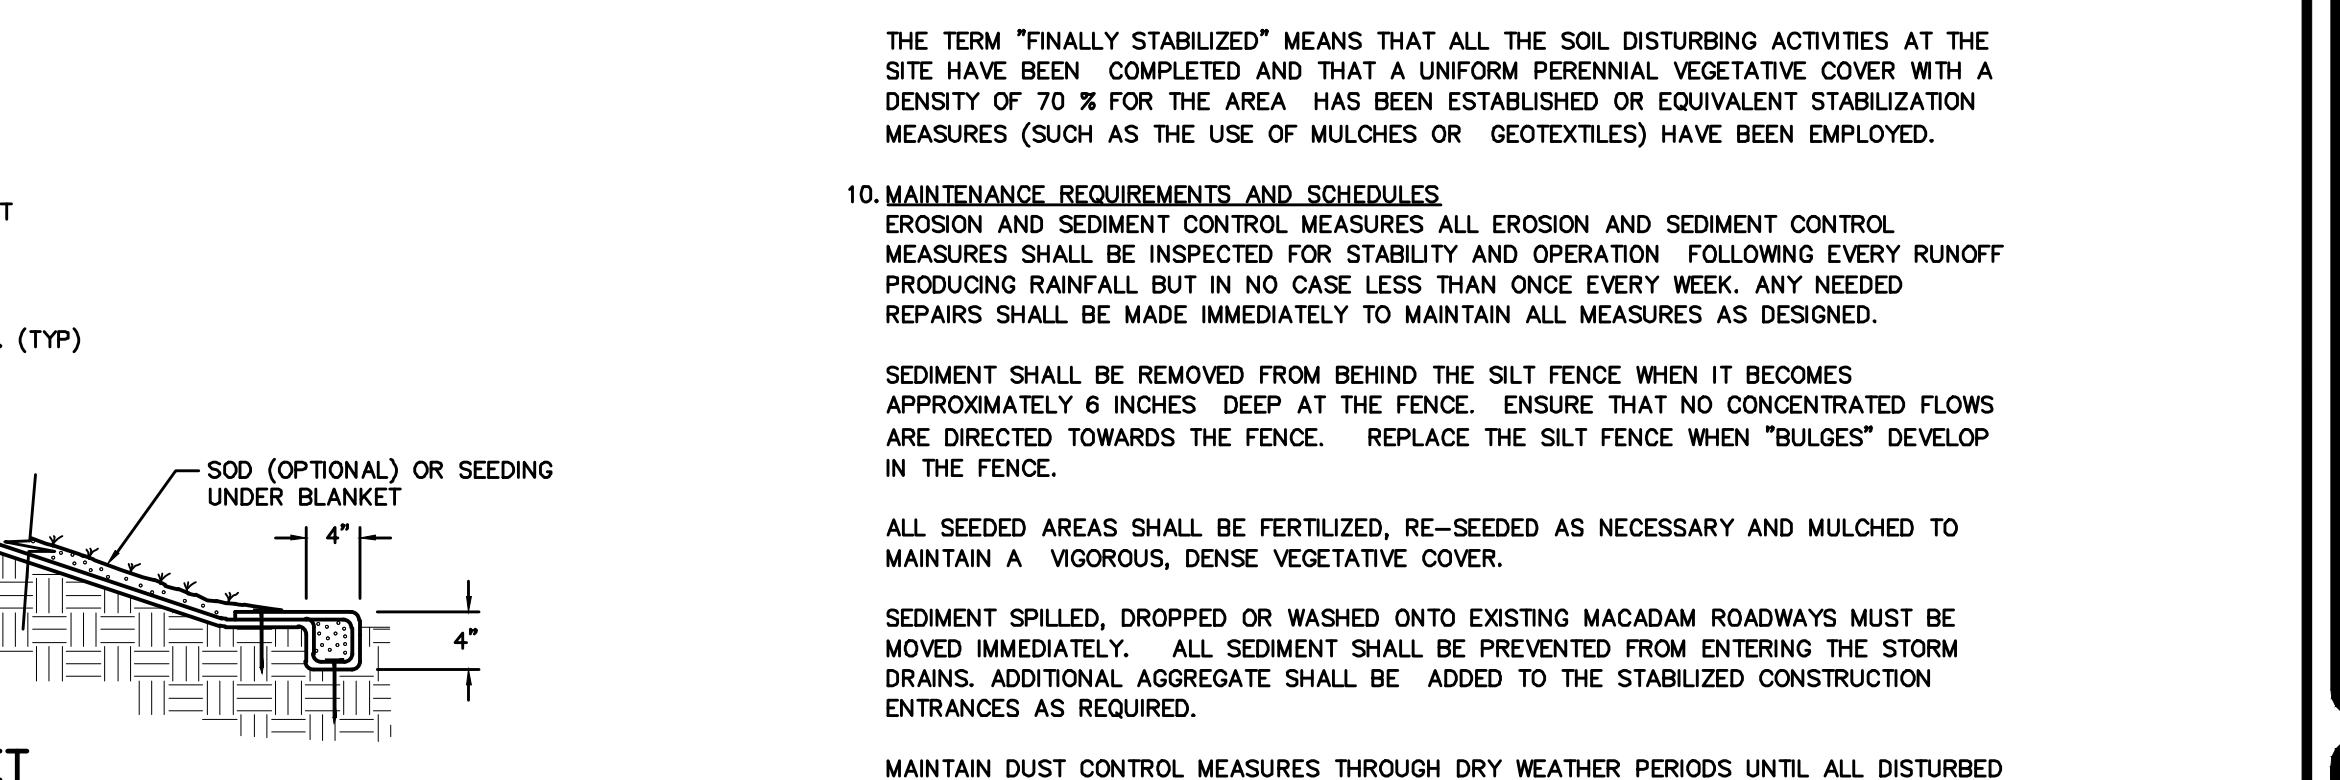 THE TERM "FINALLY STABILIZED" MEANS THAT ALL THE SOIL DISTURBING ACTIVITIES AT THE
SITE HAVE BEEN COMPLETED AND THAT A UNIFORM PERENNIAL VEGETATIVE COVER WITH A
DENSITY OF 70 % FOR THE AREA HAS BEEN ESTABLISHED OR EQUIVALENT STABILIZATION
MEASURES (SUCH AS THE USE OF MULCHES OR GEOTEXTILES) HAVE BEEN EMPLOYED.
10. MAINTENANCE REQUIREMENTS AND SCHEDULES
EROSION AND SEDIMENT CONTROL MEASURES ALL EROSION AND SEDIMENT CONTROL
MEASURES SHALL BE INSPECTED FOR STABILITY AND OPERATION FOLLOWING EVERY RUNOFF
PRODUCING RAINFALL BUT IN NO CASE LESS THAN ONCE EVERY WEEK. ANY NEEDED
REPAIRS SHALL BE MADE IMMEDIATELY TO MAINTAIN ALL MEASURES AS DESIGNED.
SEDIMENT SHALL BE REMOVED FROM BEHIND THE SILT FENCE WHEN IT BECOMES
APPROXIMATELY 6 INCHES DEEP AT THE FENCE. ENSURE THAT NO CONCENTRATED FLOWS
ARE DIRECTED TOWARDS THE FENCE. REPLACE THE SILT FENCE WHEN "BULGES" DEVELOP
IN THE FENCE.
ALL SEEDED AREAS SHALL BE FERTILIZED, RE-SEEDED AS NECESSARY AND MULCHED TO
MAINTAIN A VIGOROUS, DENSE VEGETATIVE COVER.
SEDIMENT SPILLED, DROPPED OR WASHED ONTO EXISTING MACADAM ROADWAYS MUST BE
MOVED IMMEDIATELY. ALL SEDIMENT SHALL BE PREVENTED FROM ENTERING THE STORM
DRAINS. ADDITIONAL AGGREGATE SHALL BE ADDED TO THE STABILIZED CONSTRUCTION
ENTRANCES AS REQUIRED.
MAINTAIN DUST CONTROL MEASURES THROUGH DRY WEATHER PERIODS UNTIL ALL DISTURBED
T
. (TYP)
SOD (OPTIONAL) OR SEEDING
UNDER BLANKET
4"
4"
ET